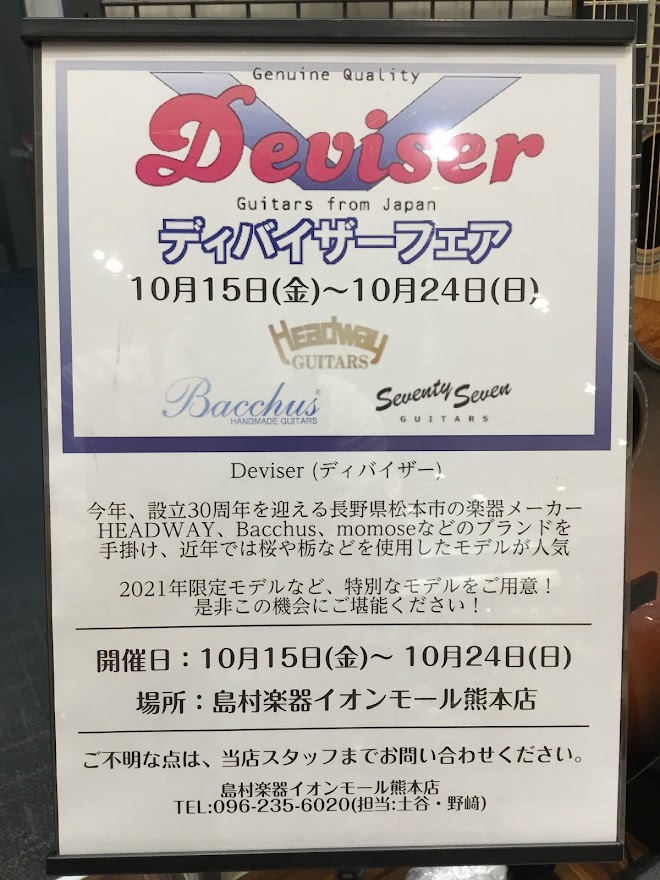 Genuine Quality
Deviser
Guitars from Japan
ディバイザーフェア
10月15日(金)〜10月24日(日)
Headway
GUITARS
Bacchus®
HANDMADE GUITARS
Seventy Seven
GUITARS
Deviser (ディバイザー)
今年、設立30周年を迎える長野県松本市の楽器メーカー
HEADWAY、Bacchus、momoseなどのブランドを
手掛け、近年では桜や栃などを使用したモデルが人気
2021年限定モデルなど、特別なモデルをご用意！
是非この機会にご堪能ください！
開催日：10月15日(金)〜 10月24日(日)
場所：島村楽器イオンモール熊本店
ご不明な点は、当店スタッフまでお問い合わせください。
島村楽器イオンモール熊本店
TEL:096-235-6020(担当:土谷・野﨑)